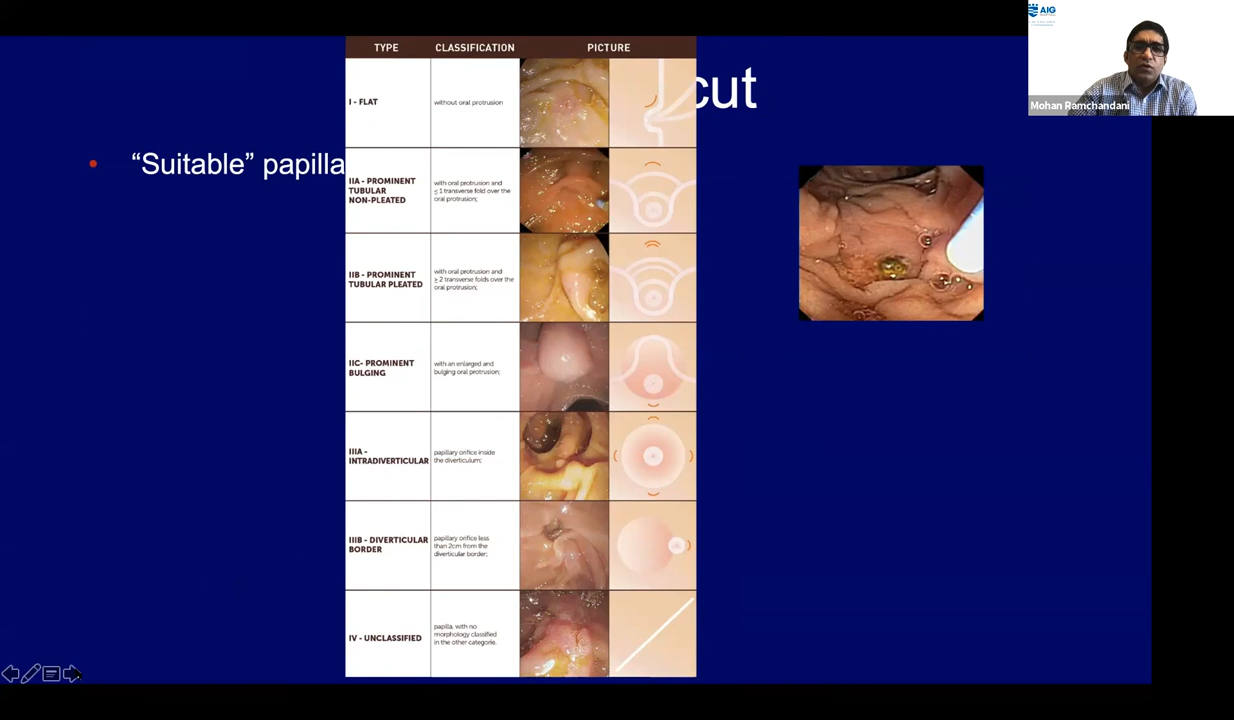 TYPE CLASSIFICATION PICTURE
cut
“Suitable” papilla
I - FLAT
without oral protrusion
IIA - PROMINENT
TUBULAR
NON-PLEATED
with oral protrusion and
≤ 1 transverse fold over the
oral protrusion;
IIB - PROMINENT
TUBULAR PLEATED
with oral protrusion and
≥ 2 transverse folds over the
oral protrusion;
IIC- PROMINENT
BULGING
with an enlarged and
bulging oral protrusion;
IIIA -
INTRADIVERTICULAR
papillary orifice inside
the diverticulum;
IIIB - DIVERTICULAR
BORDER
papillary orifice less
than 2cm from the
diverticular border;
IV - UNCLASSIFIED
papilla, with no
morphology classified
in the other categorie.
AIG
Mohan Ramchandani